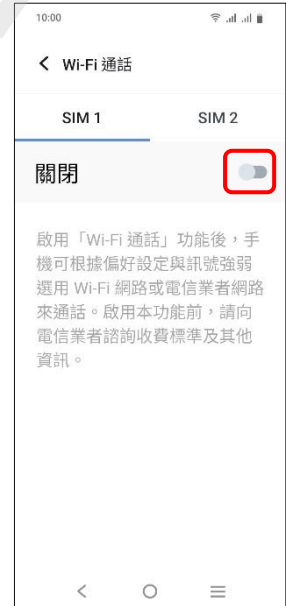 10:00
Wi-Fi 通話
SIM 1 SIM 2
關閉
啟用「Wi-Fi 通話」功能後，手
機可根據偏好設定與訊號強弱
選用 Wi-Fi 網路或電信業者網路
來通話。啟用本功能前，請向
電信業者諮詢收費標準及其他
資訊。